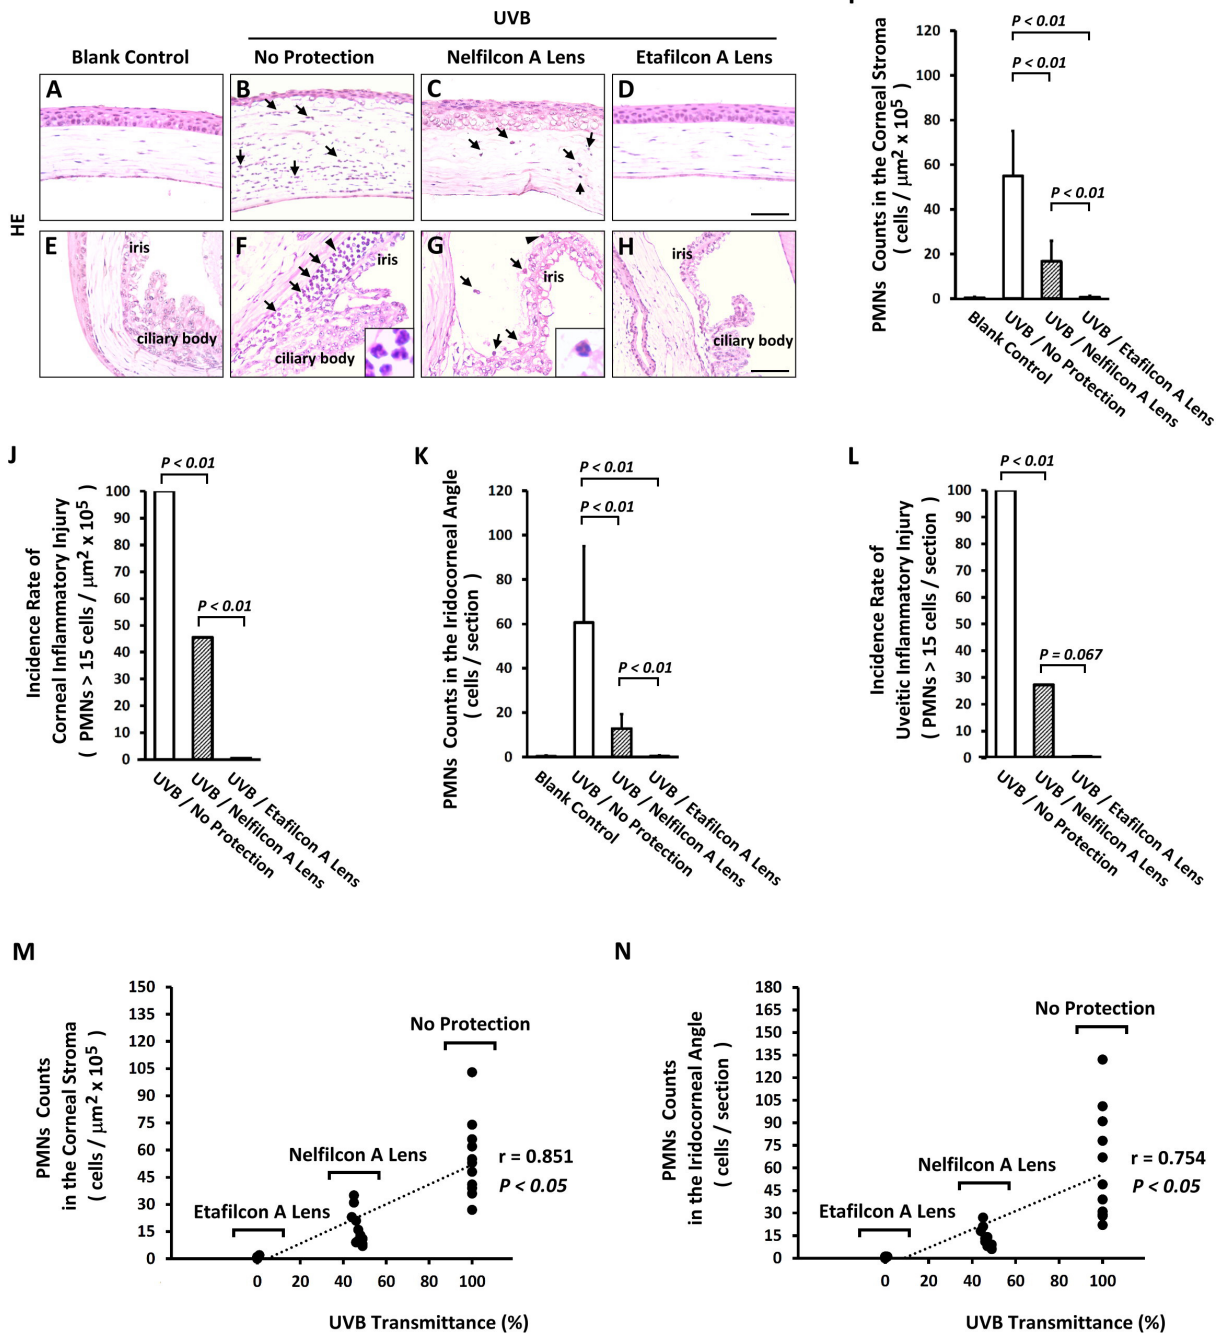 UVB
Blank Control
No Protection
Nelfilcon A Lens
Etafilcon A Lens
HE
A
B
C
D
E
iris
ciliary body
F
iris
ciliary body
G
iris
H
iris
ciliary body
PMNs Counts in the Corneal Stroma
( cells / μm² x 10⁵ )
120
100
80
60
40
20
0
P < 0.01
P < 0.01
P < 0.01
Blank Control
UVB / No Protection
UVB / Nelfilcon A Lens
UVB / Etafilcon A Lens
J
Incidence Rate of
Corneal Inflammatory Injury
( PMNs > 15 cells / μm² x 10⁵ )
100
90
80
70
60
50
40
30
20
10
0
P < 0.01
P < 0.01
UVB / No Protection
UVB / Nelfilcon A Lens
UVB / Etafilcon A Lens
K
PMNs Counts in the Iridocorneal Angle
( cells / section )
120
100
80
60
40
20
0
P < 0.01
P < 0.01
P < 0.01
Blank Control
UVB / No Protection
UVB / Nelfilcon A Lens
UVB / Etafilcon A Lens
L
Incidence Rate of
Uveitic Inflammatory Injury
( PMNs > 15 cells / section )
100
90
80
70
60
50
40
30
20
10
0
P < 0.01
P = 0.067
UVB / No Protection
UVB / Nelfilcon A Lens
UVB / Etafilcon A Lens
M
PMNs Counts
in the Corneal Stroma
( cells / μm² x 10⁵ )
150
135
120
105
90
75
60
45
30
15
0
No Protection
Nelfilcon A Lens
Etafilcon A Lens
r = 0.851
P < 0.05
0 20 40 60 80 100
UVB Transmittance (%)
N
PMNs Counts
in the Iridocorneal Angle
( cells / section )
180
165
150
135
120
105
90
75
60
45
30
15
0
No Protection
Nelfilcon A Lens
Etafilcon A Lens
r = 0.754
P < 0.05
0 20 40 60 80 100
UVB Transmittance (%)